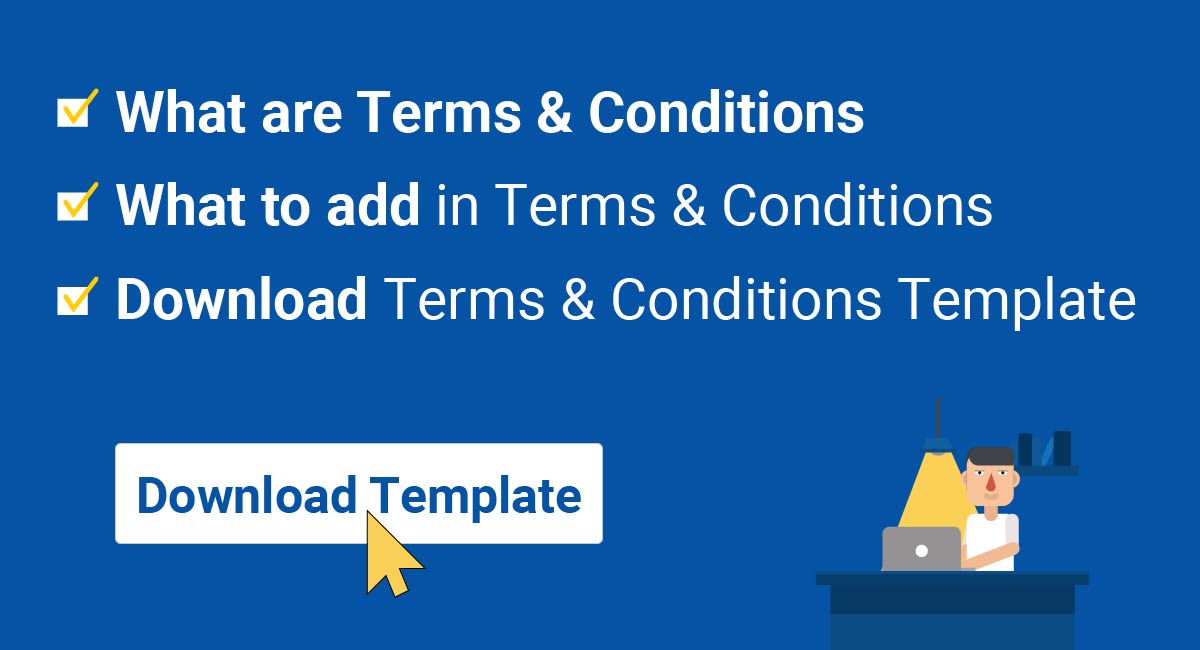 What are Terms & Conditions
What to add in Terms & Conditions
Download Terms & Conditions Template
Download Template